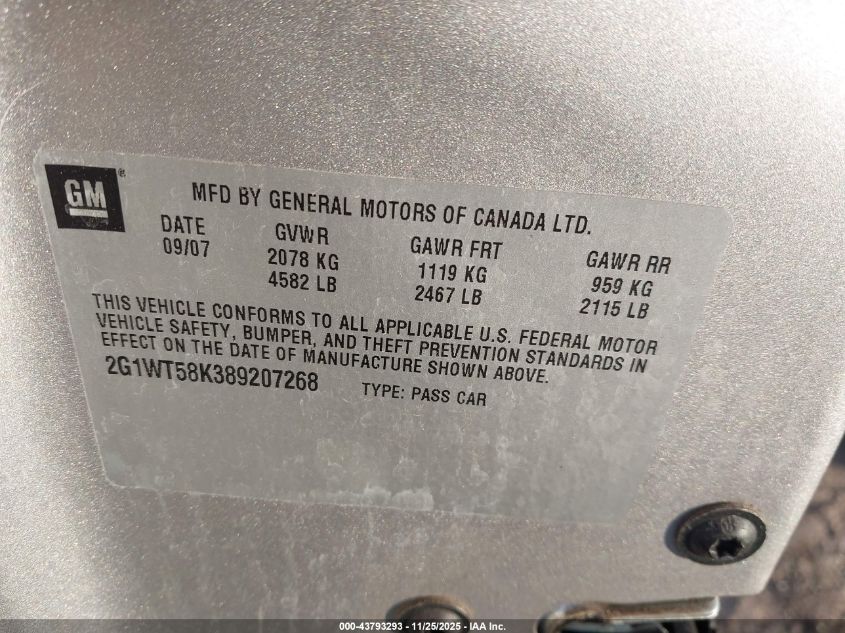 GM ®
MFD BY GENERAL MOTORS OF CANADA LTD.
DATE GVWR GAWR FRT GAWR RR
09/07 2078 KG 1119 KG 959 KG
4582 LB 2467 LB 2115 LB
THIS VEHICLE CONFORMS TO ALL APPLICABLE U.S. FEDERAL MOTOR
VEHICLE SAFETY, BUMPER, AND THEFT PREVENTION STANDARDS IN
EFFECT ON THE DATE OF MANUFACTURE SHOWN ABOVE.
2G1WT58K389207268 TYPE: PASS CAR
000-43793293 - 11/25/2025 - IAA Inc.